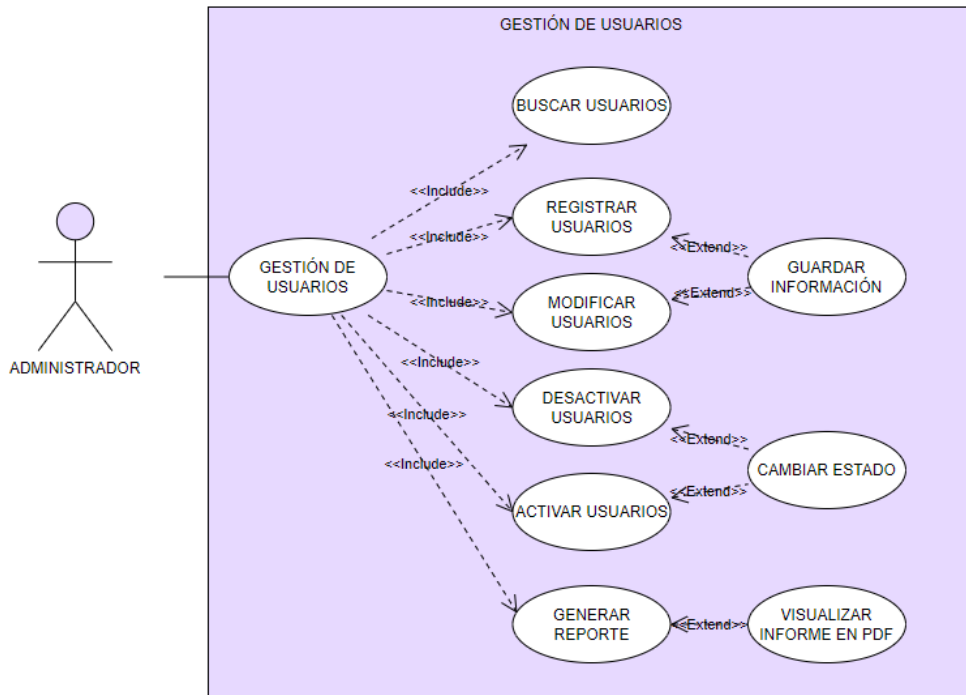 GESTIÓN DE USUARIOS
BUSCAR USUARIOS
<<Include>>
REGISTRAR
USUARIOS
<<Include>>
<<Extend>>
GESTIÓN DE
USUARIOS
GUARDAR
INFORMACIÓN
<<Include>>
MODIFICAR
USUARIOS
<<Extend>>
ADMINISTRADOR
<<Include>>
DESACTIVAR
USUARIOS
<<Include>>
<<Extend>>
<<Include>>
CAMBIAR ESTADO
<<Extend>>
ACTIVAR USUARIOS
GENERAR
REPORTE
<<Extend>>
VISUALIZAR
INFORME EN PDF